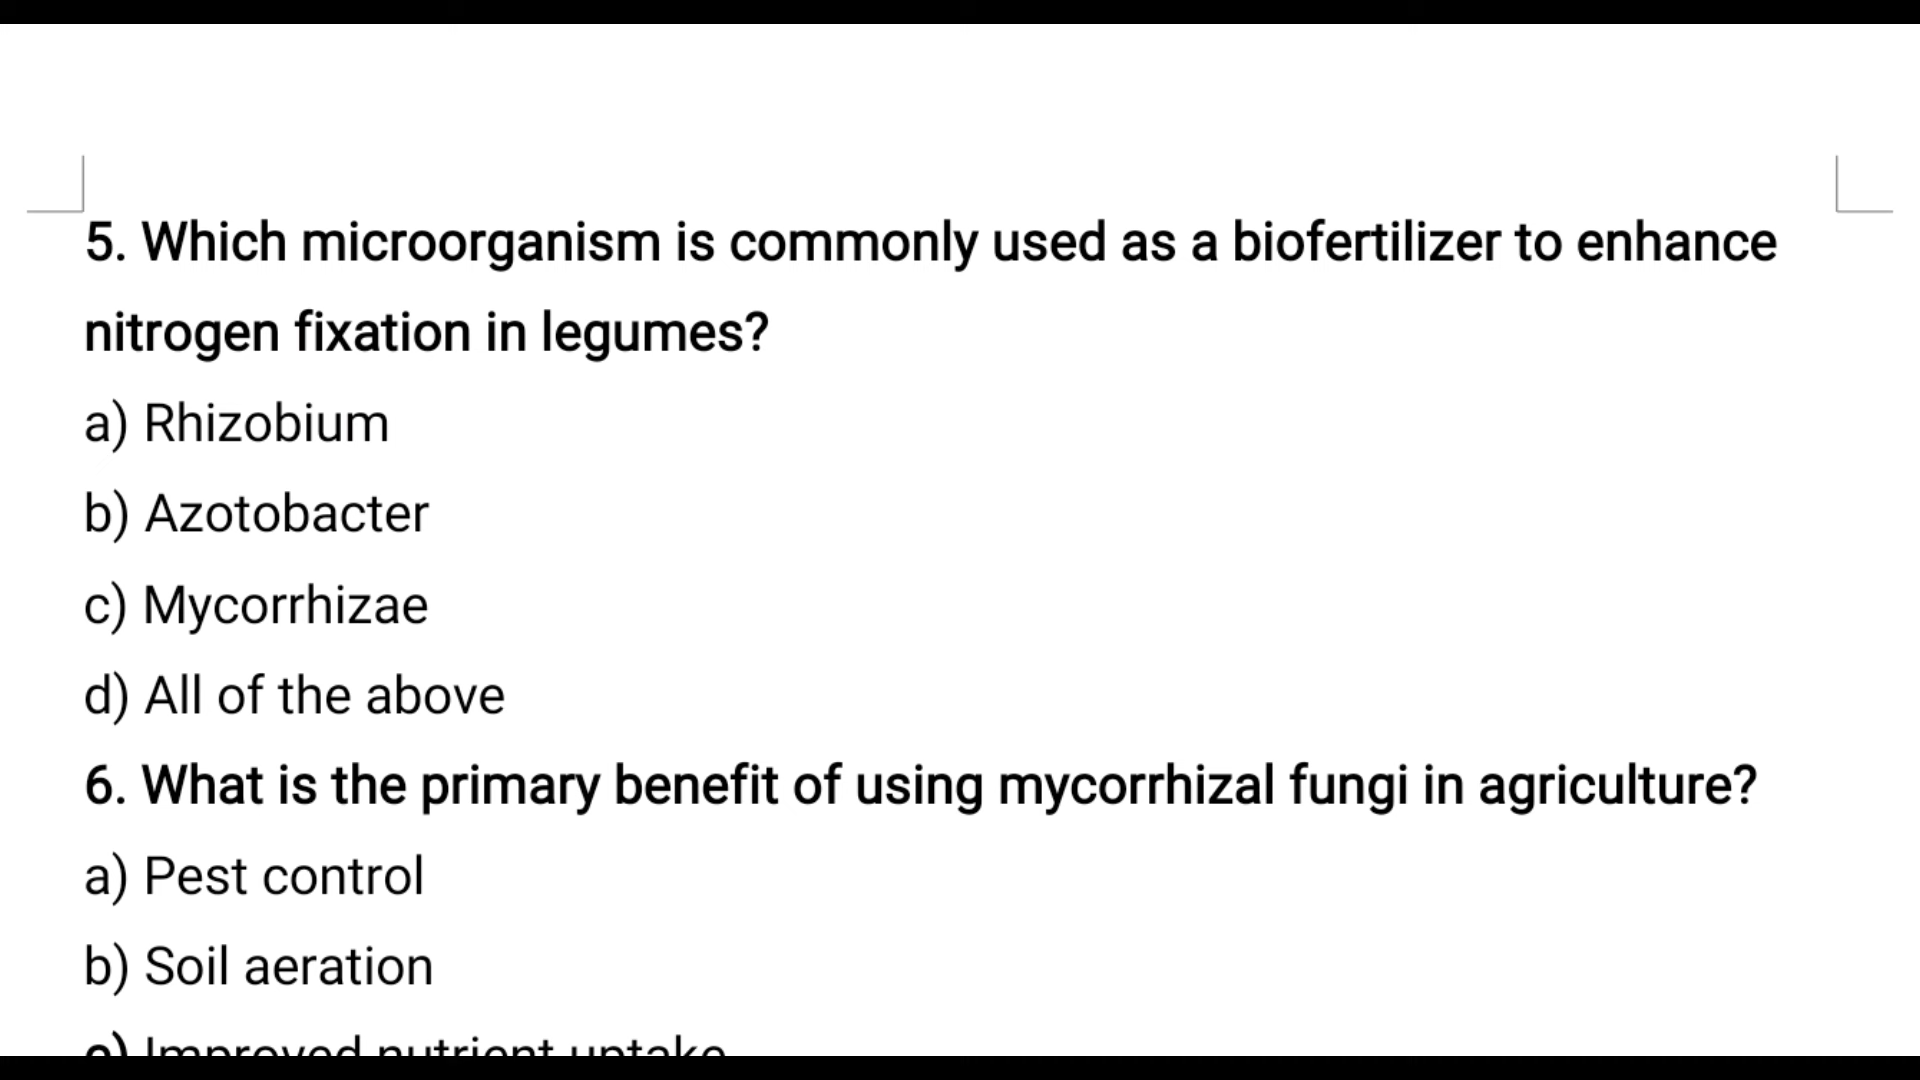 5. Which microorganism is commonly used as a biofertilizer to enhance
nitrogen fixation in legumes?
a) Rhizobium
b) Azotobacter
c) Mycorrhizae
d) All of the above
6. What is the primary benefit of using mycorrhizal fungi in agriculture?
a) Pest control
b) Soil aeration
c) Improved nutrient uptake